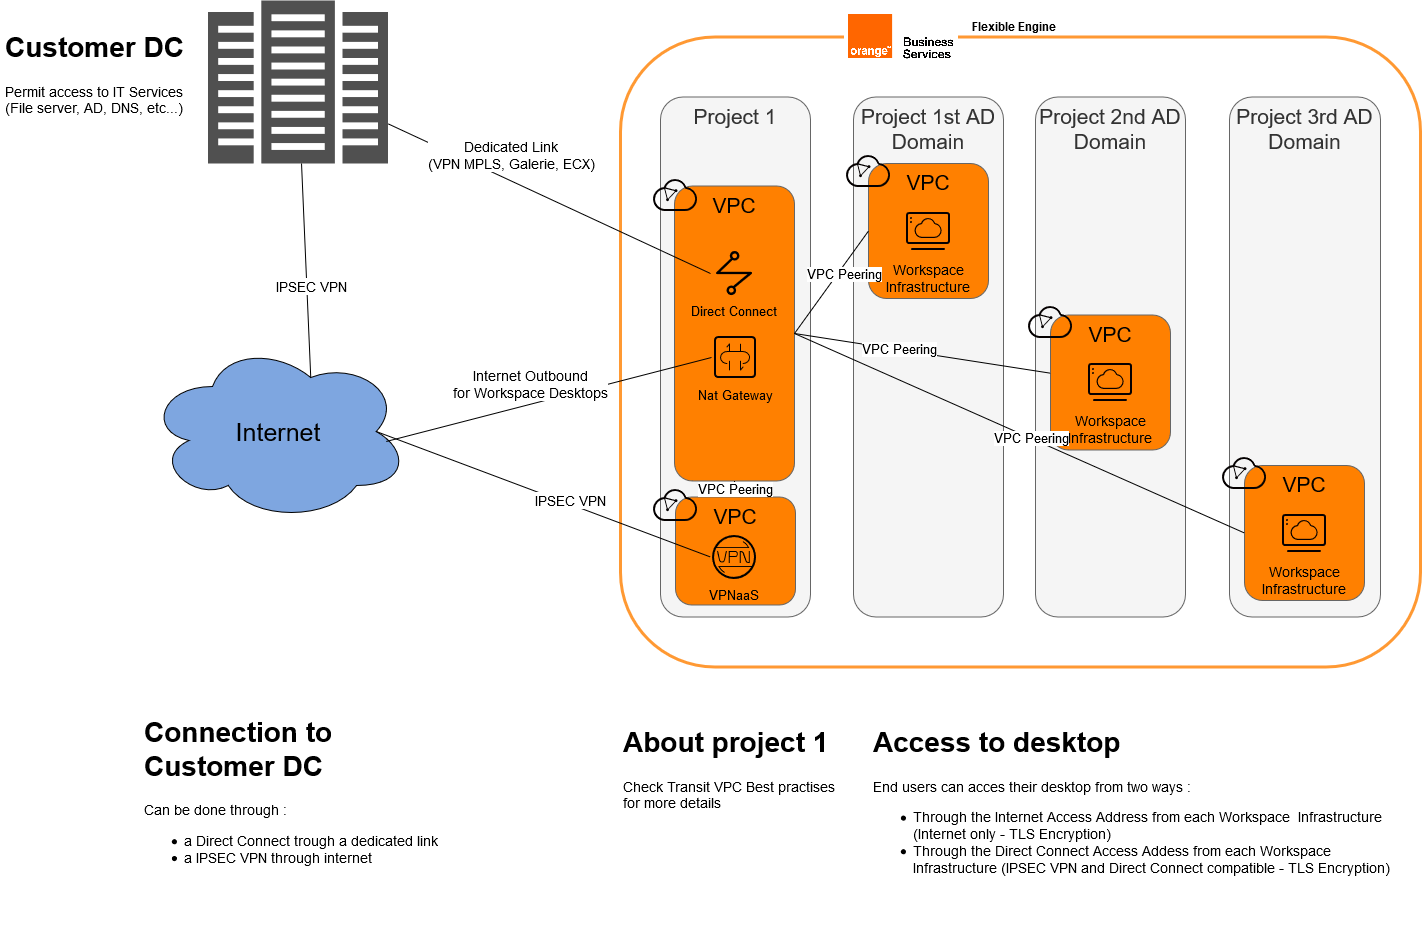 Customer DC
Permit access to IT Services
(File server, AD, DNS, etc...)
Flexible Engine
orange™
Business
Services
Project 1
Project 1st AD
Domain
Project 2nd AD
Domain
Project 3rd AD
Domain
Dedicated Link
(VPN MPLS, Galerie, ECX)
VPC
Direct Connect
Nat Gateway
VPC Peering
VPC
VPN
VPNaaS
VPC
Workspace
Infrastructure
VPC Peering
VPC Peering
VPC
Workspace
Infrastructure
VPC Peering
VPC
Workspace
Infrastructure
IPSEC VPN
Internet
Internet Outbound
for Workspace Desktops
IPSEC VPN
Connection to
Customer DC
Can be done through :
• a Direct Connect trough a dedicated link
• a IPSEC VPN through internet
About project 1
Check Transit VPC Best practises
for more details
Access to desktop
End users can acces their desktop from two ways :
• Through the Internet Access Address from each Workspace Infrastructure
(Internet only - TLS Encryption)
• Through the Direct Connect Access Addess from each Workspace
Infrastructure (IPSEC VPN and Direct Connect compatible - TLS Encryption)